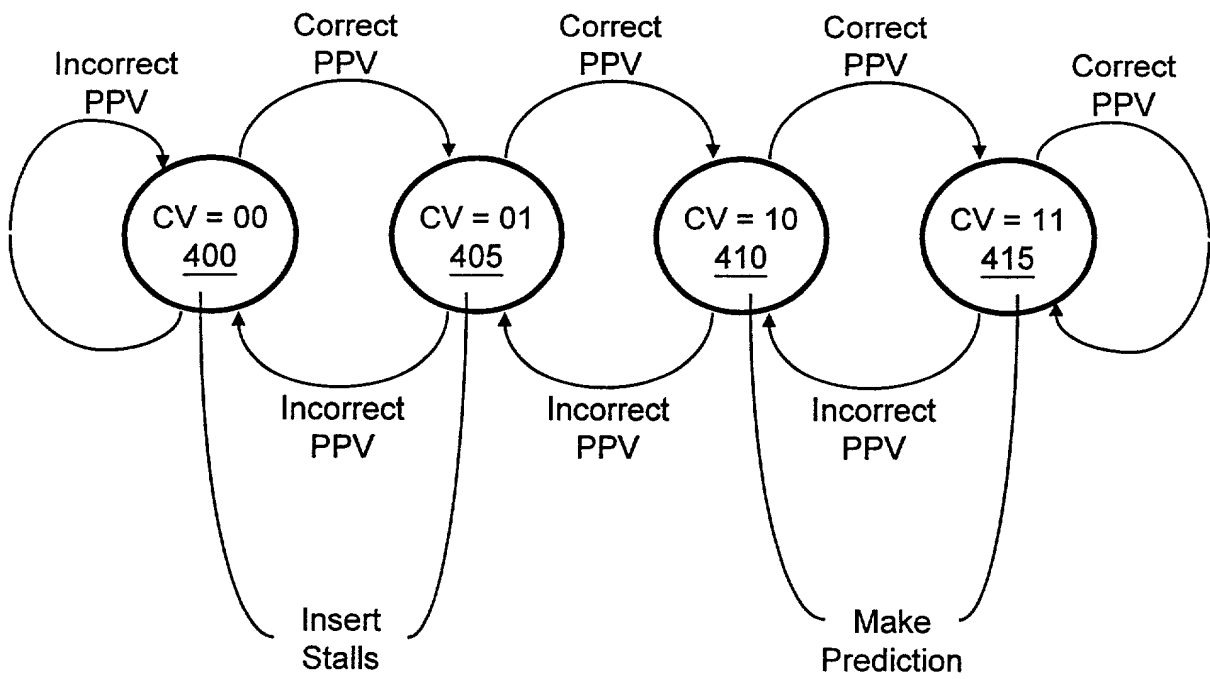 Correct
PPV
Correct
PPV
Correct
PPV
Incorrect
PPV
Correct
PPV
CV = 00
400
CV = 01
405
CV = 10
410
CV = 11
415
Incorrect
PPV
Incorrect
PPV
Incorrect
PPV
Insert
Stalls
Make
Prediction